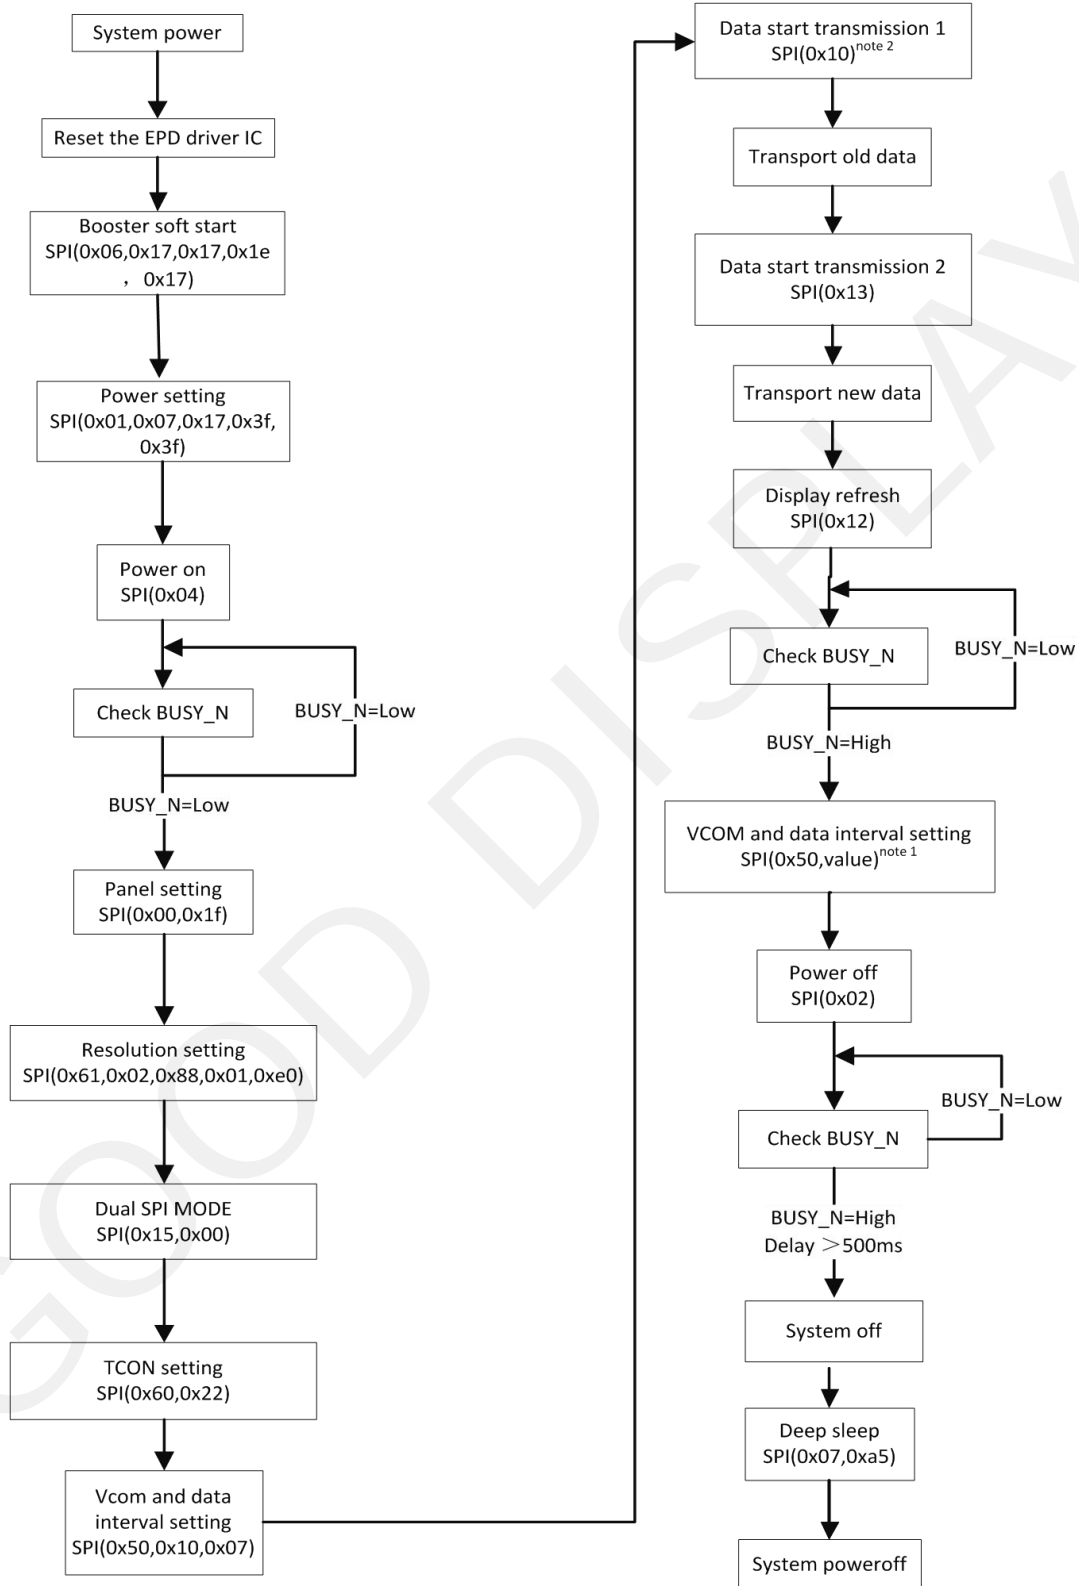 System power
Reset the EPD driver IC
Booster soft start
SPI(0x06,0x17,0x17,0x1e
， 0x17)
Power setting
SPI(0x01,0x07,0x17,0x3f,
0x3f)
Power on
SPI(0x04)
Check BUSY_N
BUSY_N=Low
BUSY_N=Low
Panel setting
SPI(0x00,0x1f)
Resolution setting
SPI(0x61,0x02,0x88,0x01,0xe0)
Dual SPI MODE
SPI(0x15,0x00)
TCON setting
SPI(0x60,0x22)
Vcom and data
interval setting
SPI(0x50,0x10,0x07)
Data start transmission 1
SPI(0x10)note 2
Transport old data
Data start transmission 2
SPI(0x13)
Transport new data
Display refresh
SPI(0x12)
Check BUSY_N
BUSY_N=Low
BUSY_N=High
VCOM and data interval setting
SPI(0x50,value)note 1
Power off
SPI(0x02)
Check BUSY_N
BUSY_N=Low
BUSY_N=High
Delay ＞500ms
System off
Deep sleep
SPI(0x07,0xa5)
System poweroff
GOOD DISPLAY